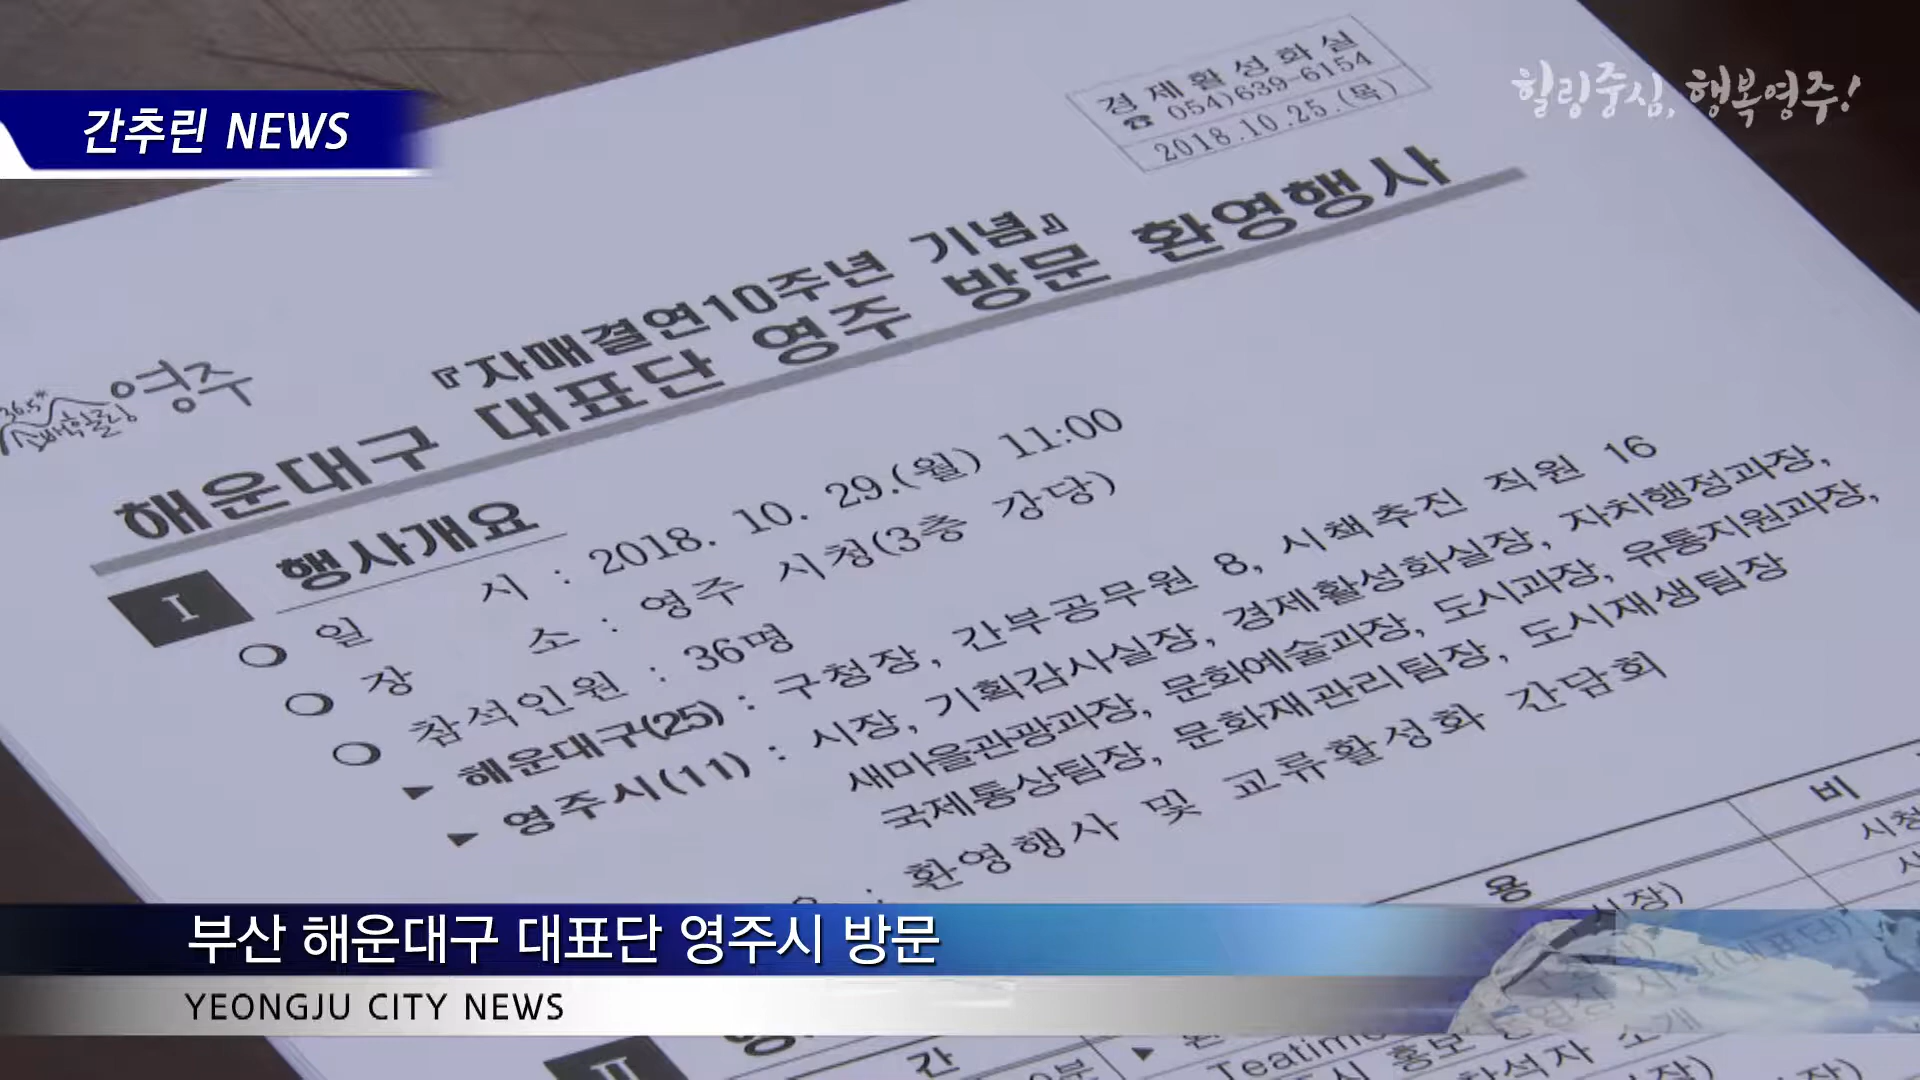 간추린 NEWS
힐링중심, 행복영주!
경제활성화실
☎ 054)639-6154
2018.10.25.(목)
36.5° 영주
『자매결연10주년 기념』
해운대구 대표단 영주 방문 환영행사
Ⅰ 행사개요
❍ 일 시 : 2018. 10. 29.(월) 11:00
❍ 장 소 : 영주 시청(3층 강당)
❍ 참석인원 : 36명
► 해운대구(25) : 구청장, 간부공무원 8, 시책추진 직원 16
► 영주시(11) : 시장, 기획감사실장, 경제활성화실장, 자치행정과장,
새마을관광과장, 문화예술과장, 도시과장, 유통지원과장,
국제통상팀장, 문화재관리팀장, 도시재생팀장
: 환영행사 및 교류활성화 간담회
용 비
부산 해운대구 대표단 영주시 방문
YEONGJU CITY NEWS
Ⅱ
간
소개